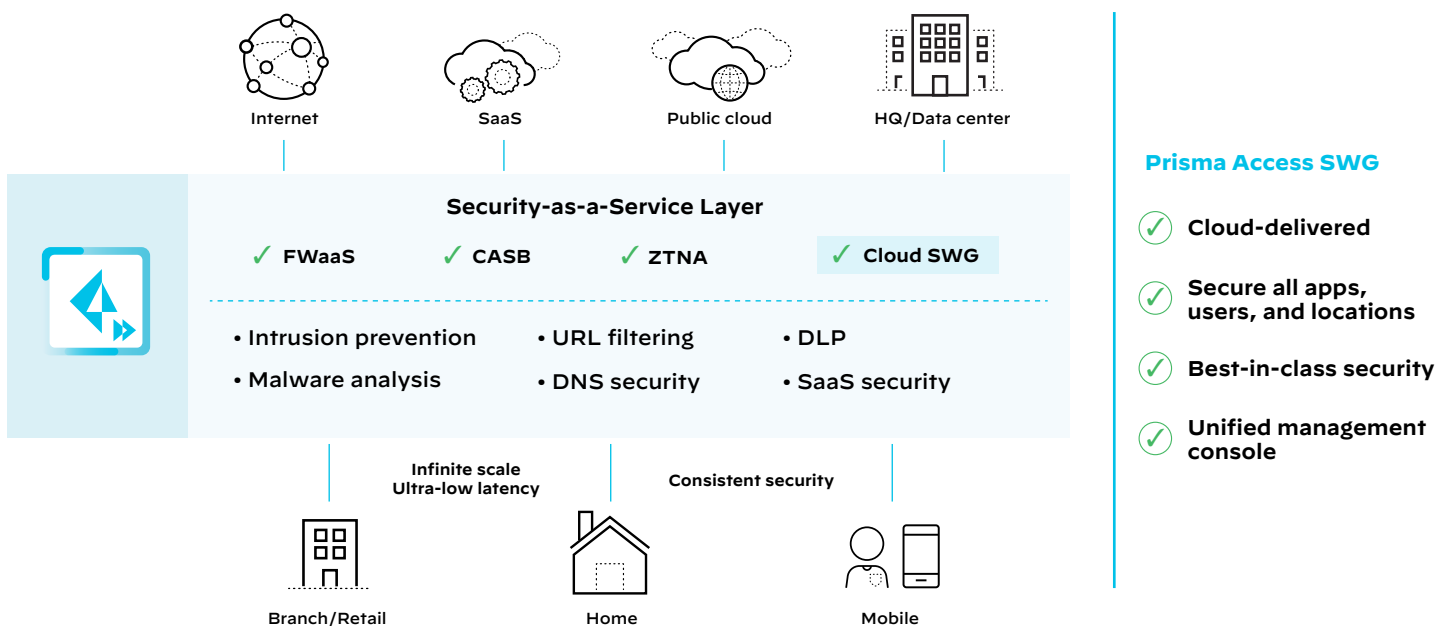 Internet
SaaS
Public cloud
HQ/Data center
Security-as-a-Service Layer
✓ FWaaS
✓ CASB
✓ ZTNA
✓ Cloud SWG
• Intrusion prevention
• URL filtering
• DLP
• Malware analysis
• DNS security
• SaaS security
Infinite scale
Ultra-low latency
Consistent security
Branch/Retail
Home
Mobile
Prisma Access SWG
✓ Cloud-delivered
✓ Secure all apps,
users, and locations
✓ Best-in-class security
✓ Unified management
console